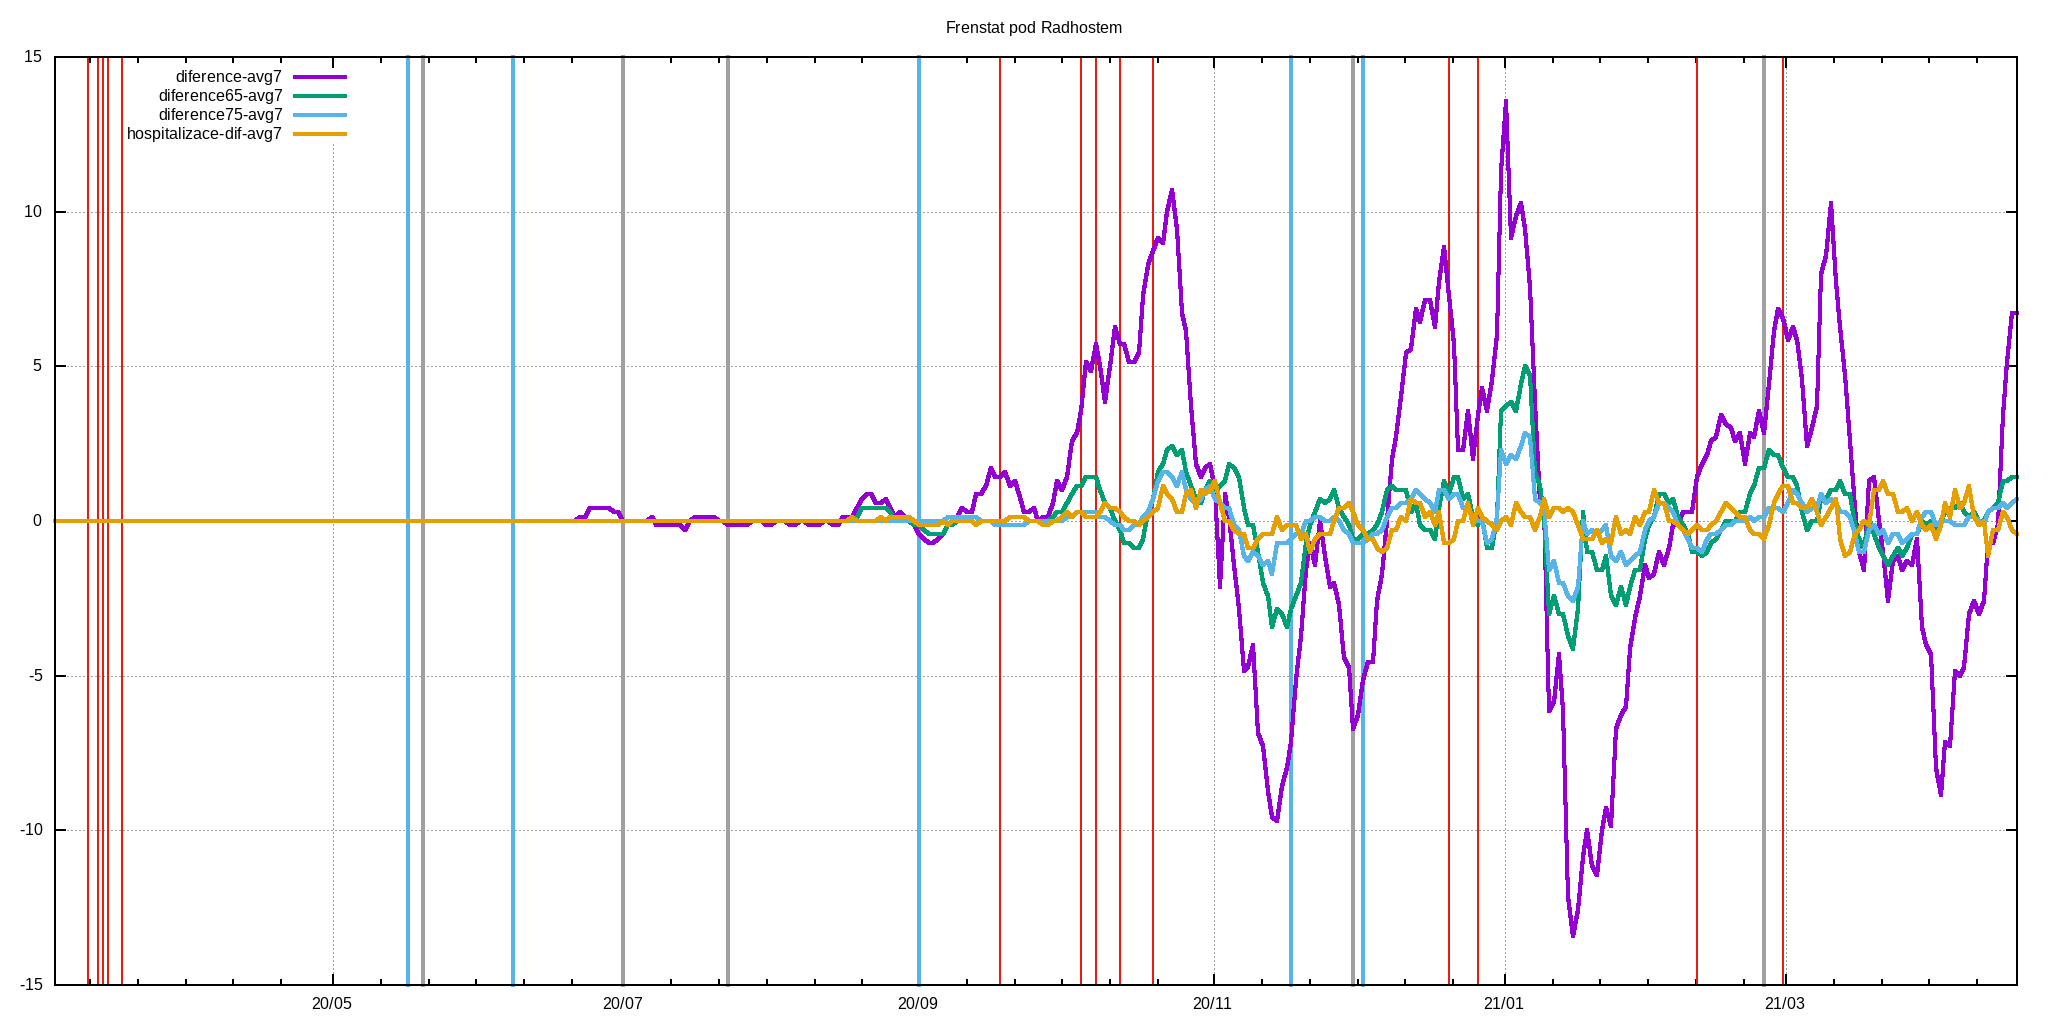 Frenstat pod Radhostem
15
10
5
0
-5
-10
-15
diference-avg7
diference65-avg7
diference75-avg7
hospitalizace-dif-avg7
20/05
20/07
20/09
20/11
21/01
21/03